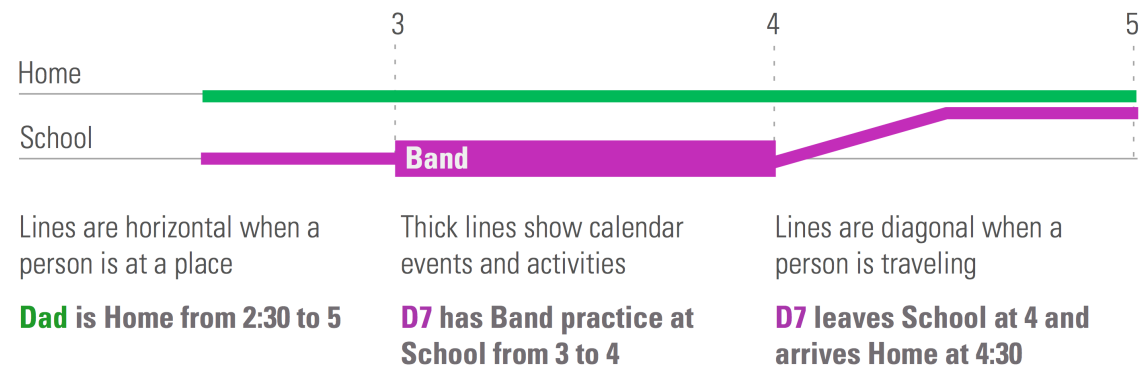 3 4 5
Home
School
Band
Lines are horizontal when a
person is at a place
Dad is Home from 2:30 to 5
Thick lines show calendar
events and activities
D7 has Band practice at
School from 3 to 4
Lines are diagonal when a
person is traveling
D7 leaves School at 4 and
arrives Home at 4:30